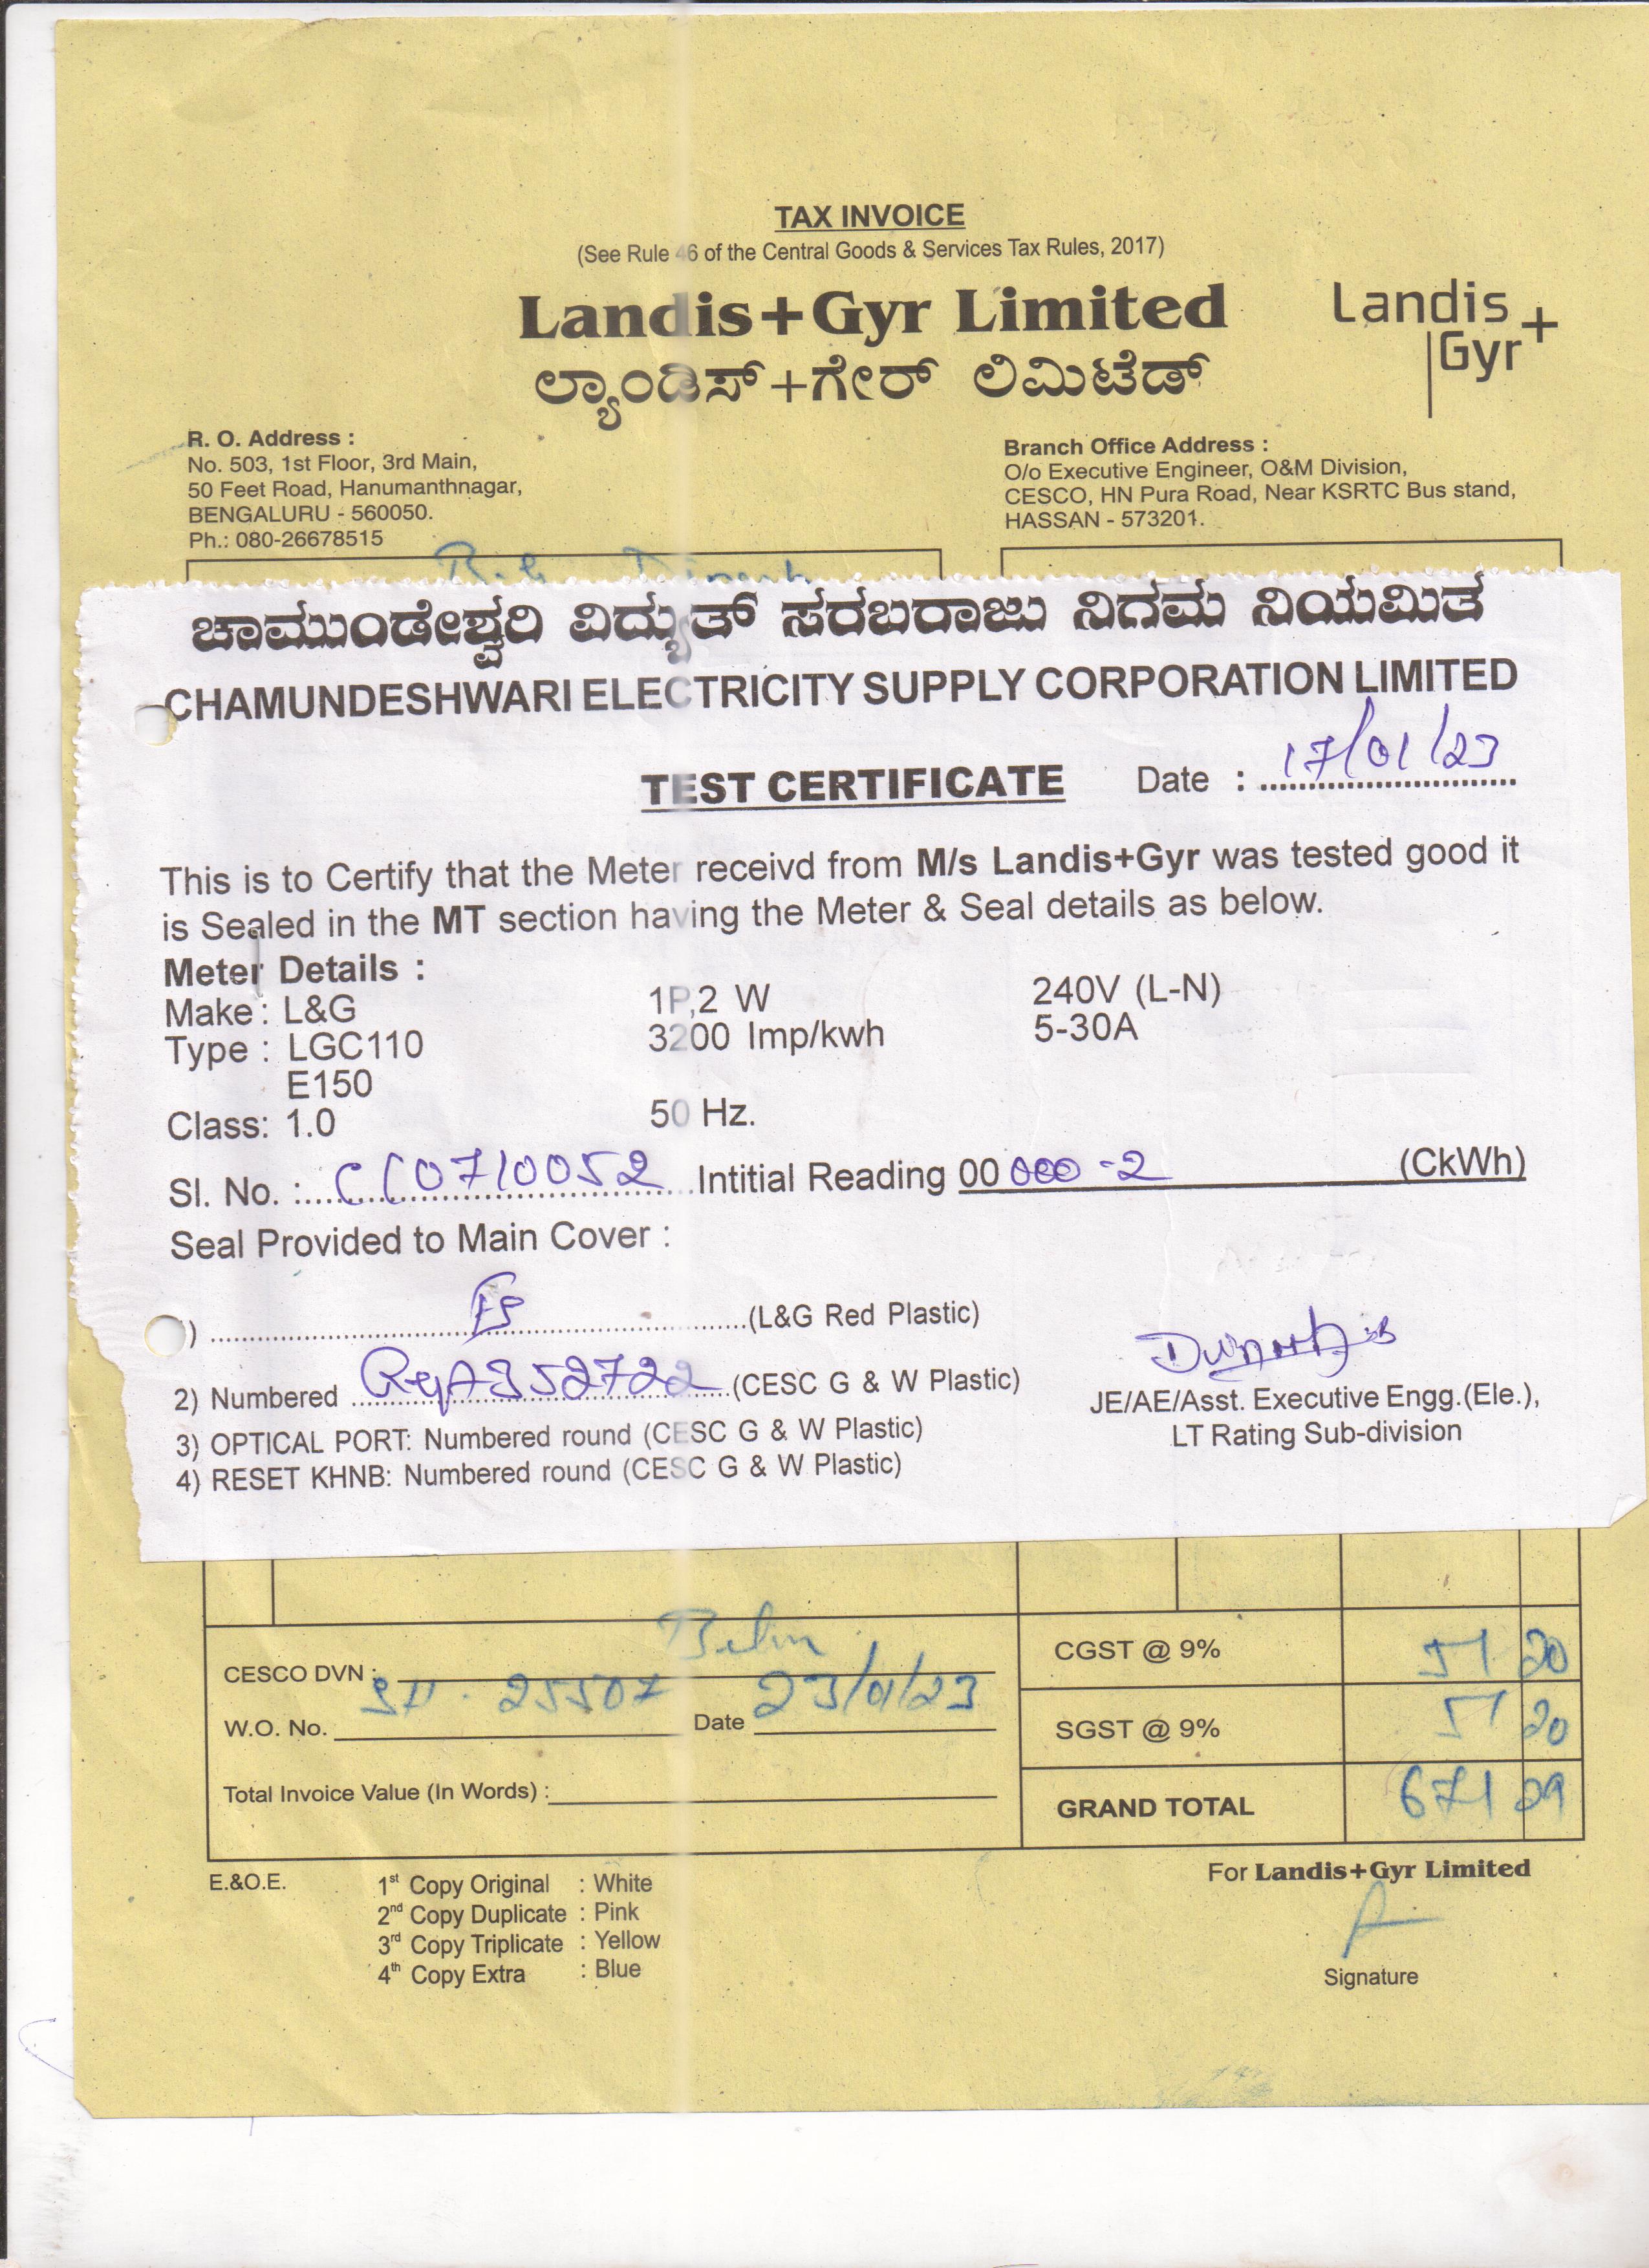 TAX INVOICE
(See Rule 46 of the Central Goods & Services Tax Rules, 2017)
Landis+Gyr Limited
ಲ್ಯಾಂಡಿಸ್+ಗೇರ್ ಲಿಮಿಟೆಡ್
Landis
Gyr+
R. O. Address :
No. 503, 1st Floor, 3rd Main,
50 Feet Road, Hanumanthnagar,
BENGALURU - 560050.
Ph.: 080-26678515
Branch Office Address :
O/o Executive Engineer, O&M Division,
CESCO, HN Pura Road, Near KSRTC Bus stand,
HASSAN - 573201.
ಚಾಮುಂಡೇಶ್ವರಿ ವಿದ್ಯುತ್ ಸರಬರಾಜು ನಿಗಮ ನಿಯಮಿತ
CHAMUNDESHWARI ELECTRICITY SUPPLY CORPORATION LIMITED
TEST CERTIFICATE Date : 17/01/23
This is to Certify that the Meter receivd from M/s Landis+Gyr was tested good it
is Sealed in the MT section having the Meter & Seal details as below.
Meter Details :
Make : L&G 1P,2 W 240V (L-N)
Type : LGC110 3200 Imp/kwh 5-30A
E150
Class: 1.0 50 Hz.
Sl. No. : CC0710052 Intitial Reading 00 000-2 (CkWh)
Seal Provided to Main Cover :
) (L&G Red Plastic)
2) Numbered 352722 (CESC G & W Plastic)
3) OPTICAL PORT: Numbered round (CESC G & W Plastic)
4) RESET KHNB: Numbered round (CESC G & W Plastic)
JE/AE/Asst. Executive Engg.(Ele.),
LT Rating Sub-division
CESCO DVN :
W.O. No. 25507 Date 23/01/23
Total Invoice Value (In Words) :
CGST @ 9% 51 20
SGST @ 9% 51 20
GRAND TOTAL 671 29
E.&O.E.
1st Copy Original : White
2nd Copy Duplicate : Pink
3rd Copy Triplicate : Yellow
4th Copy Extra : Blue
For Landis+Gyr Limited
Signature